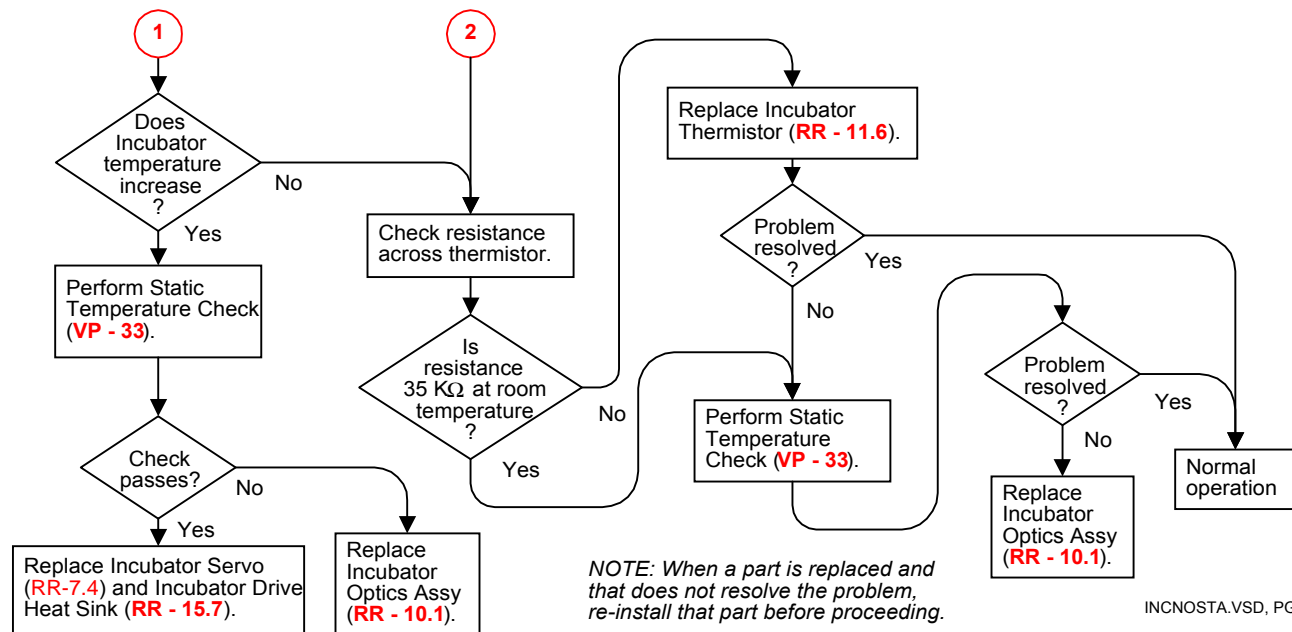 1
Does
Incubator
temperature
increase
?
No
Yes
Perform Static
Temperature Check
(VP - 33).
Check
passes?
No
Yes
Replace Incubator Servo
(RR-7.4) and Incubator Drive
Heat Sink (RR - 15.7).
Replace
Incubator
Optics Assy
(RR - 10.1).
2
Check resistance
across thermistor.
Is
resistance
35 KΩ at room
temperature
?
No
Yes
Replace Incubator
Thermistor (RR - 11.6).
Problem
resolved
?
Yes
No
Perform Static
Temperature
Check (VP - 33).
Problem
resolved
?
Yes
No
Replace
Incubator
Optics Assy
(RR - 10.1).
Normal
operation
NOTE: When a part is replaced and
that does not resolve the problem,
re-install that part before proceeding.
INCNOSTA.VSD, PG